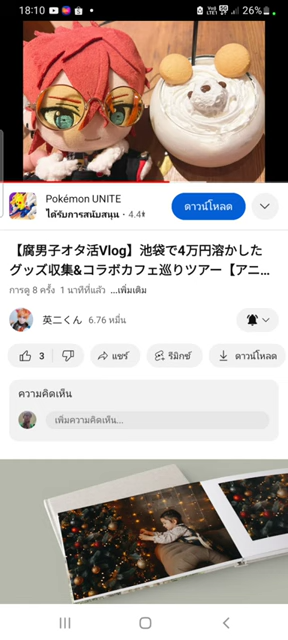 18:10
26%
Pokémon UNITE
ได้รับการสนับสนุน · 4.4
ดาวน์โหลด
【腐男子オタ活Vlog】池袋で4万円溶かした
グッズ収集&コラボカフェ巡りツアー【アニ...
การดู 8 ครั้ง 1 นาทีที่แล้ว ...เพิ่มเติม
英二くん 6.76 หมื่น
3 แชร์ รีมิกซ์ ดาวน์โหลด
ความคิดเห็น
เพิ่มความคิดเห็น...